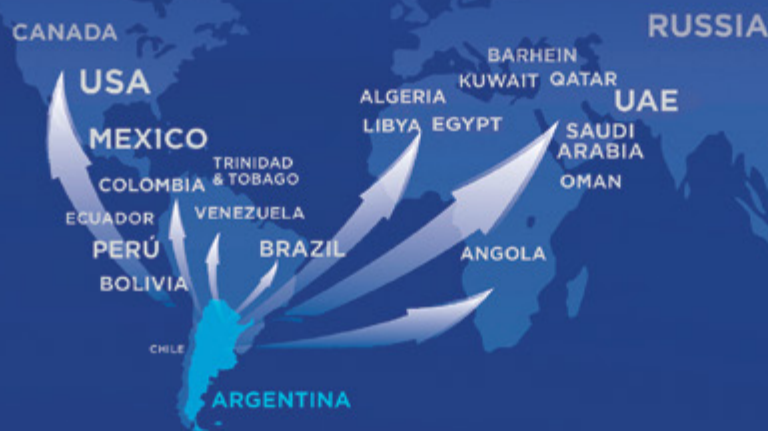 CANADA
RUSSIA
BARHEIN
USA
KUWAIT
QATAR
ALGERIA
UAE
LIBYA
EGYPT
SAUDI
ARABIA
MEXICO
TRINIDAD
& TOBAGO
COLOMBIA
OMAN
ECUADOR
VENEZUELA
PERÚ
BRAZIL
ANGOLA
BOLIVIA
CHILE
ARGENTINA